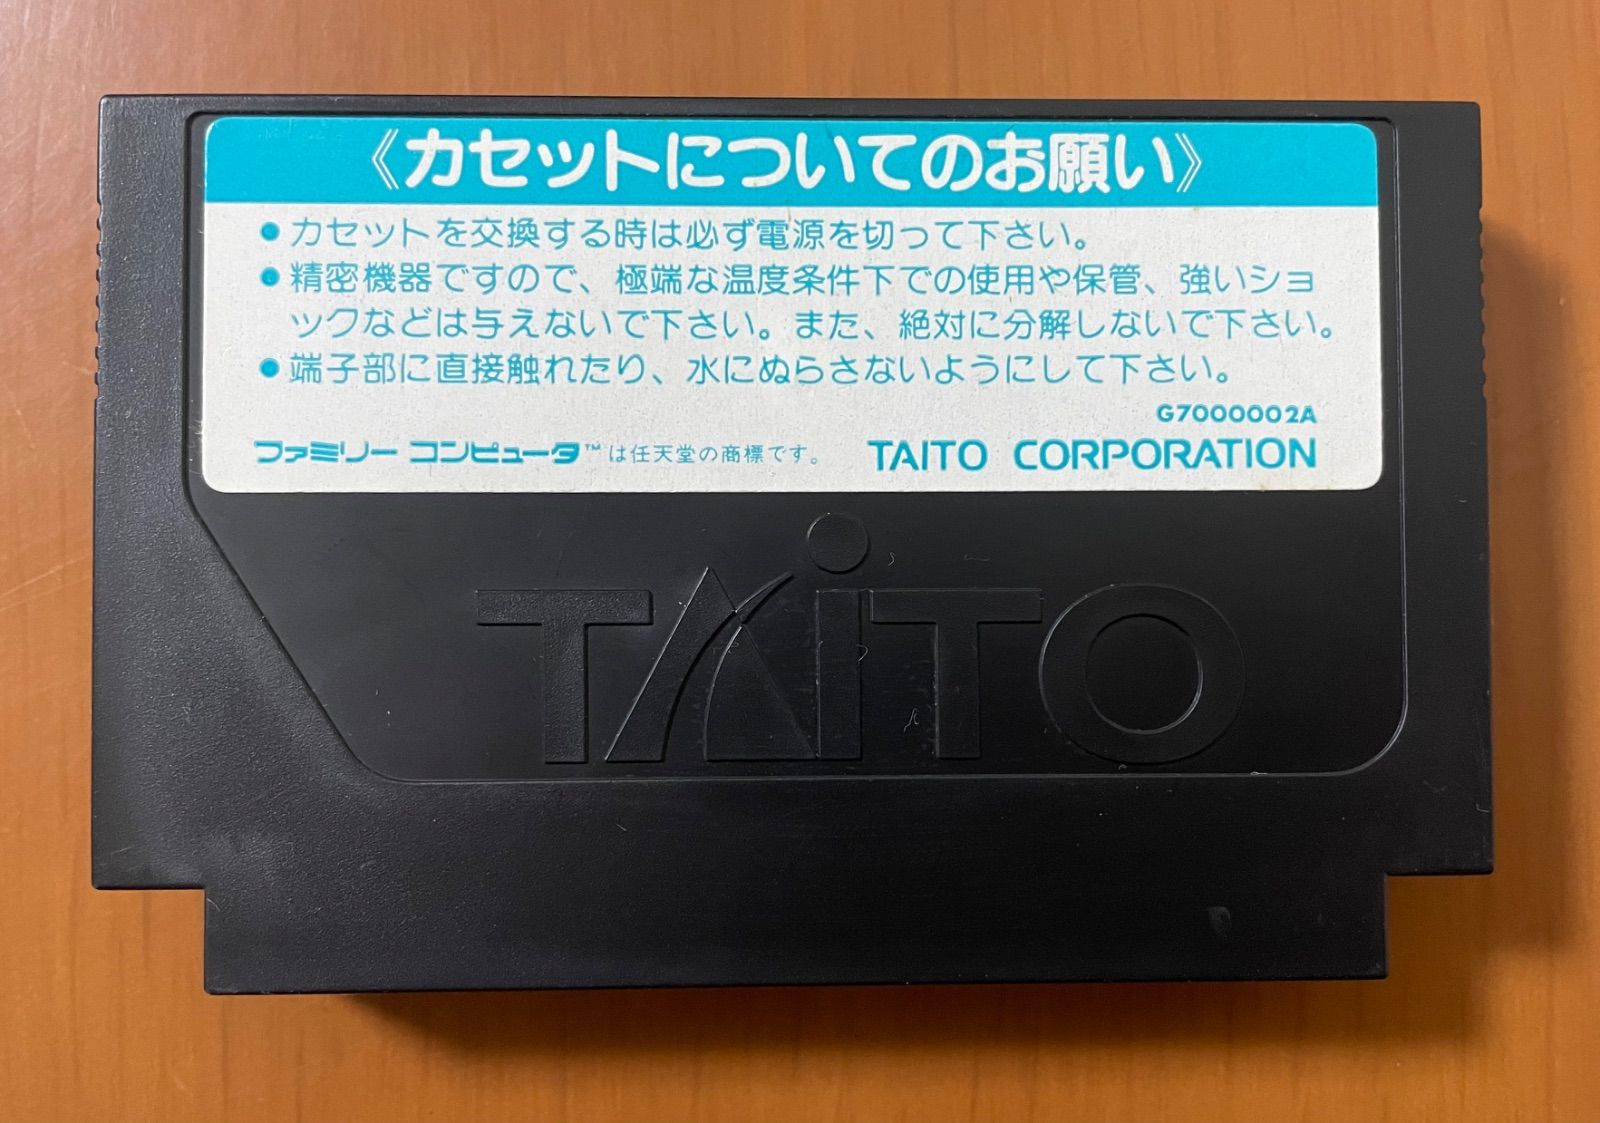 《カセットについてのお願い》
●カセットを交換する時は必ず電源を切って下さい。
●精密機器ですので、極端な温度条件下での使用や保管、強いショ
ックなどは与えないで下さい。また、絶対に分解しないで下さい。
●端子部に直接触れたり、水にぬらさないようにして下さい。
G7000002A
ファミリーコンピュータ™は任天堂の商標です。 TAITO CORPORATION
TAiTO